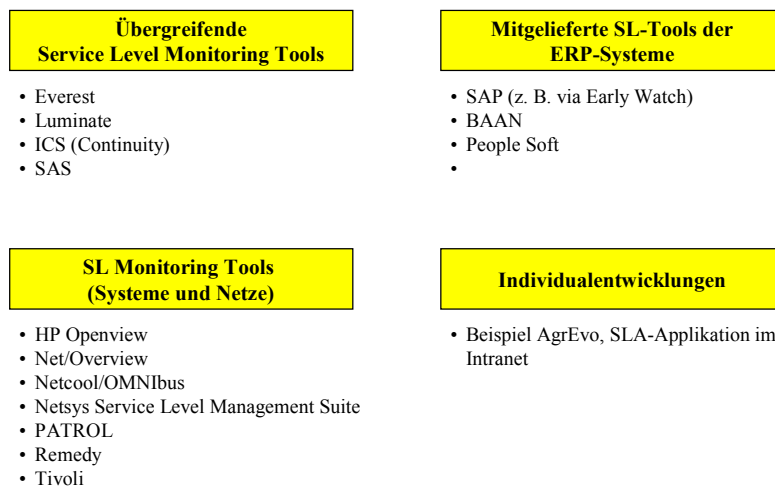 Übergreifende
Service Level Monitoring Tools
• Everest
• Luminate
• ICS (Continuity)
• SAS
Mitgelieferte SL-Tools der
ERP-Systeme
• SAP (z. B. via Early Watch)
• BAAN
• People Soft
•
SL Monitoring Tools
(Systeme und Netze)
• HP Openview
• Net/Overview
• Netcool/OMNIbus
• Netsys Service Level Management Suite
• PATROL
• Remedy
• Tivoli
Individualentwicklungen
• Beispiel AgrEvo, SLA-Applikation im
Intranet